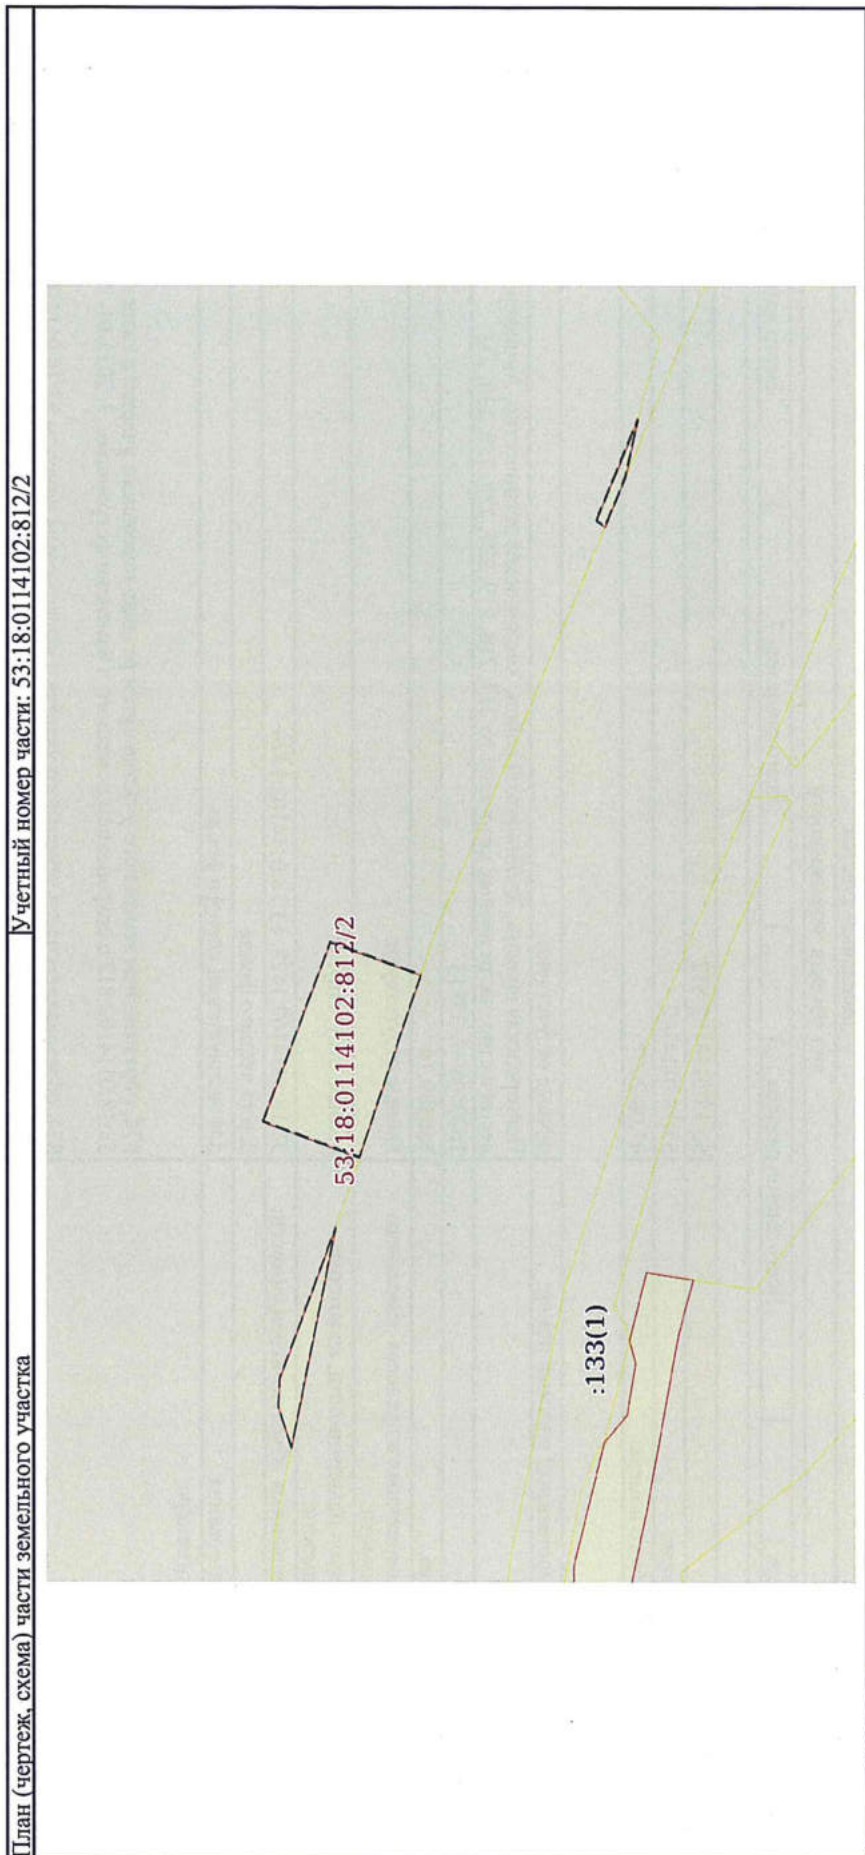 План (чертеж, схема) части земельного участка
Учетный номер части: 53:18:0114102:812/2
53:18:0114102:812/2
:133(1)